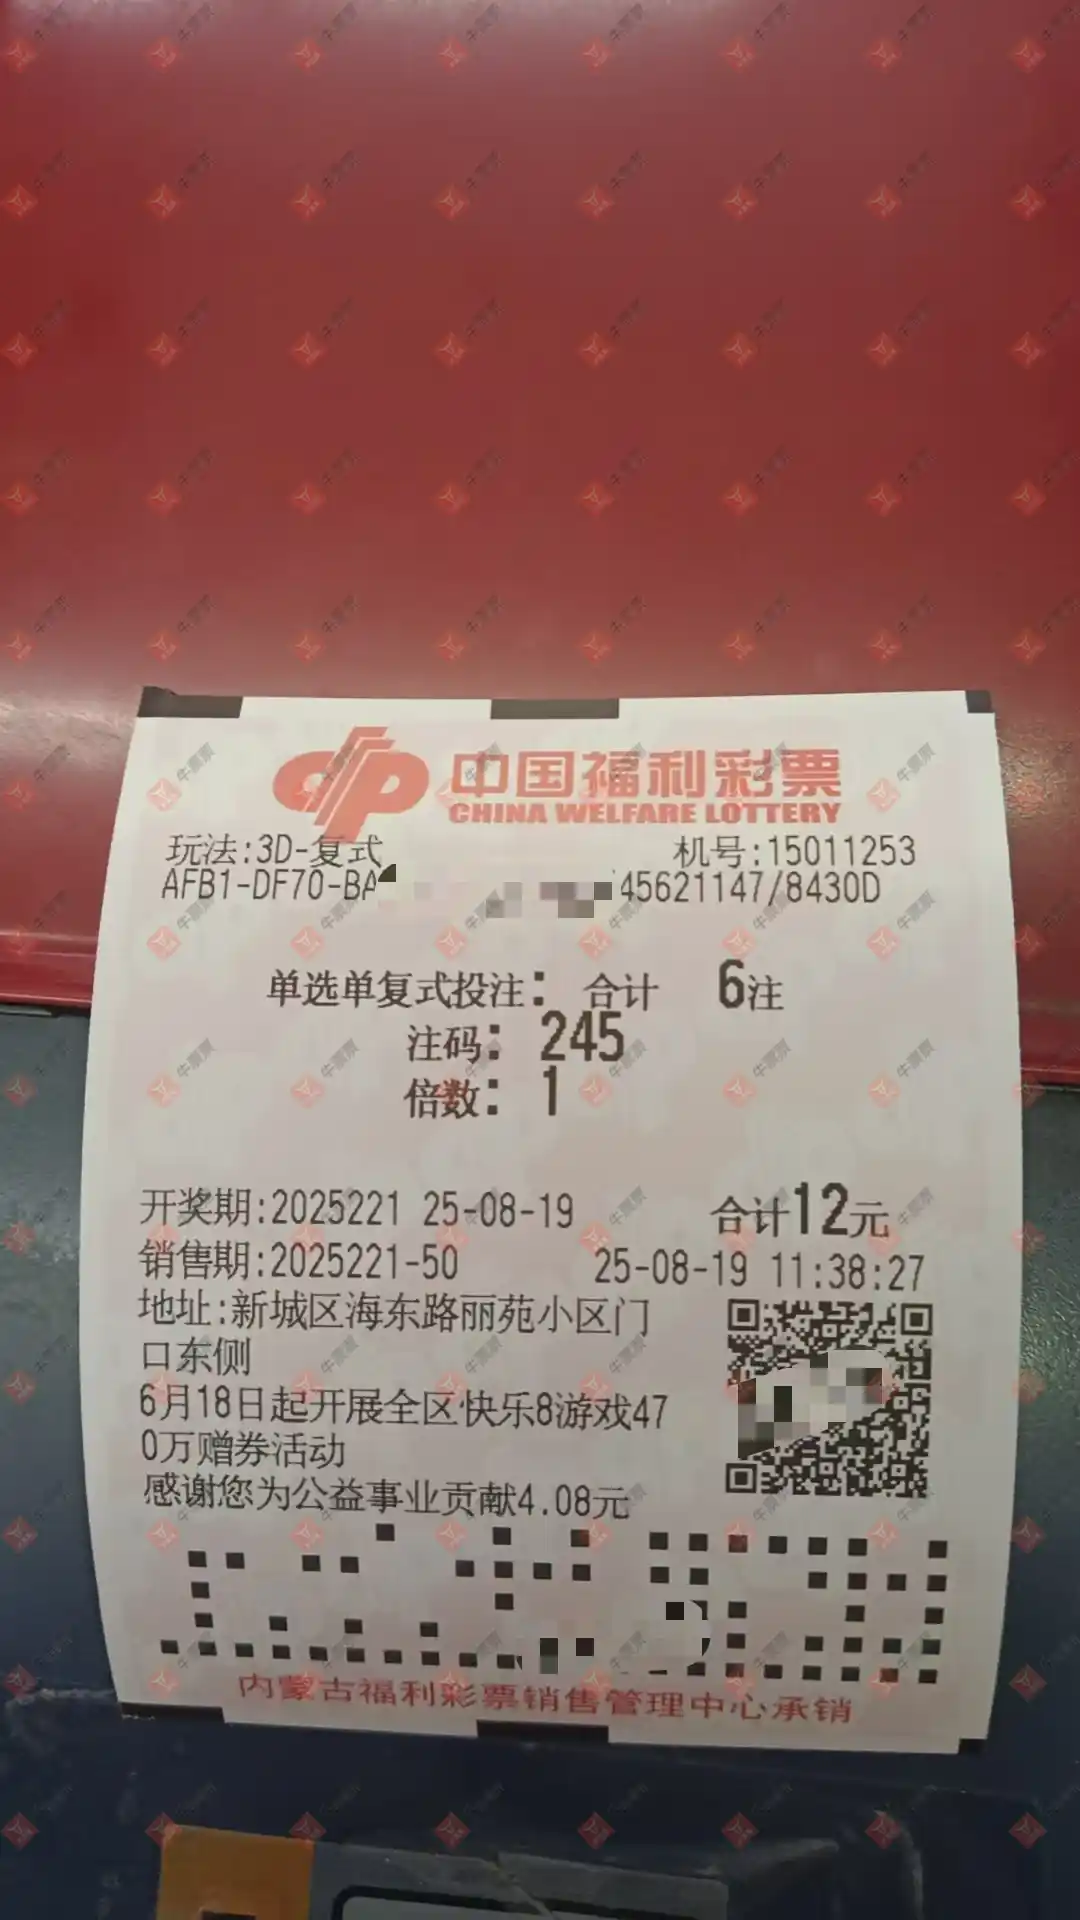 中国福利彩票
CHINA WELFARE LOTTERY
玩法:3D-复式 机号:15011253
AFB1-DF70-BA 45621147/8430D
单选单复式投注: 合计 6注
注码: 245
倍数: 1
开奖期:2025221 25-08-19 合计12元
销售期:2025221-50 25-08-19 11:38:27
地址:新城区海东路丽苑小区门
口东侧
6月18日起开展全区快乐8游戏47
0万赠券活动
感谢您为公益事业贡献4.08元
内蒙古福利彩票销售管理中心承销
牛票票